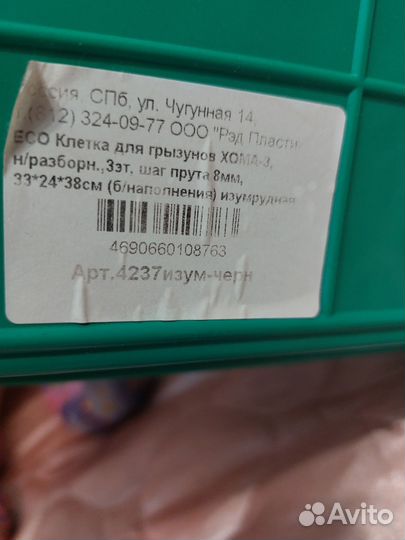 Россия, СПб, ул. Чугунная 14,
(812) 324-09-77 ООО "Рэд Пласти
ECO Клетка для грызунов ХОМА-3,
н/разборн.,3эт, шаг прута 8мм,
33*24*38см (б/наполнения) изумрудная
4690660108763
Арт.4237изум-черн
Avito